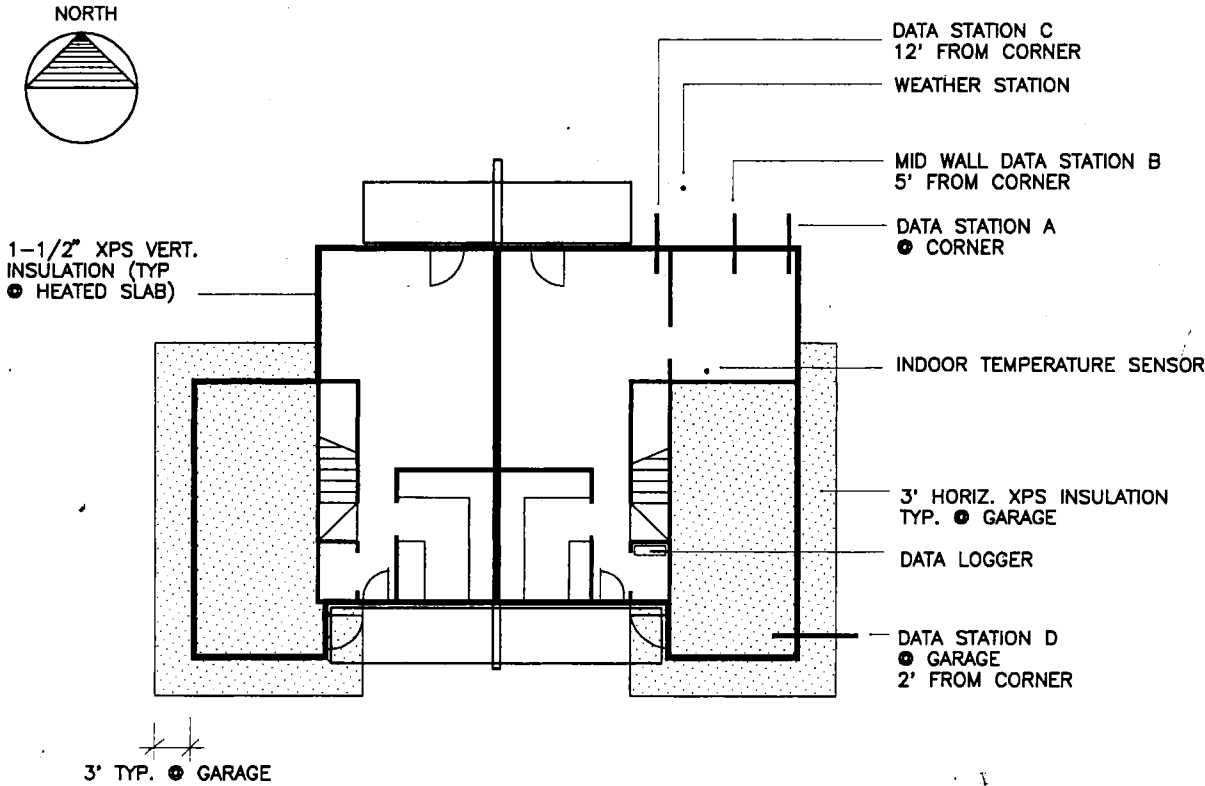 NORTH
DATA STATION C
12' FROM CORNER
WEATHER STATION
MID WALL DATA STATION B
5' FROM CORNER
DATA STATION A
@ CORNER
1-1/2" XPS VERT.
INSULATION (TYP
@ HEATED SLAB)
INDOOR TEMPERATURE SENSOR
3' HORIZ. XPS INSULATION
TYP. @ GARAGE
DATA LOGGER
DATA STATION D
@ GARAGE
2' FROM CORNER
3' TYP. @ GARAGE